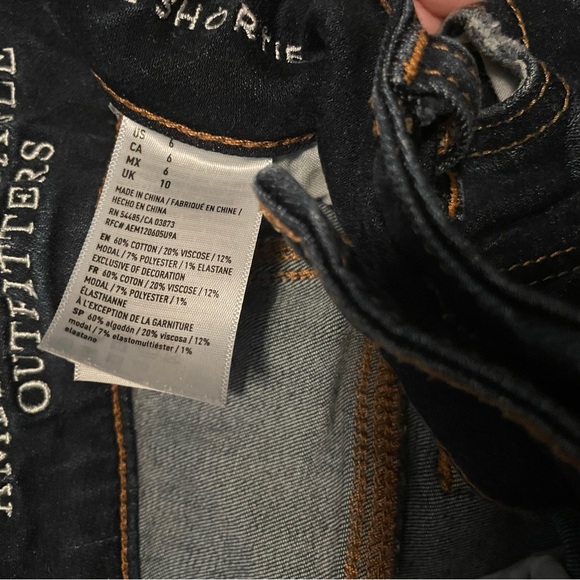 SHORTIE
OUTFITTERS
US 6
CA 6
MX 6
UK 10
MADE IN CHINA / FABRIQUÉ EN CHINE /
HECHO EN CHINA
RN 54485/CA 03873
RFC# AEM120605U9A
EN 60% COTTON / 20% VISCOSE / 12%
MODAL / 7% POLYESTER / 1% ELASTANE
EXCLUSIVE OF DECORATION
FR 60% COTON / 20% VISCOSE / 12%
MODAL / 7% POLYESTER / 1%
ÉLASTHANNE
À L'EXCEPTION DE LA GARNITURE
SP 60% algodón / 20% viscosa / 12%
modal / 7% elastomultiéster / 1%
elastano